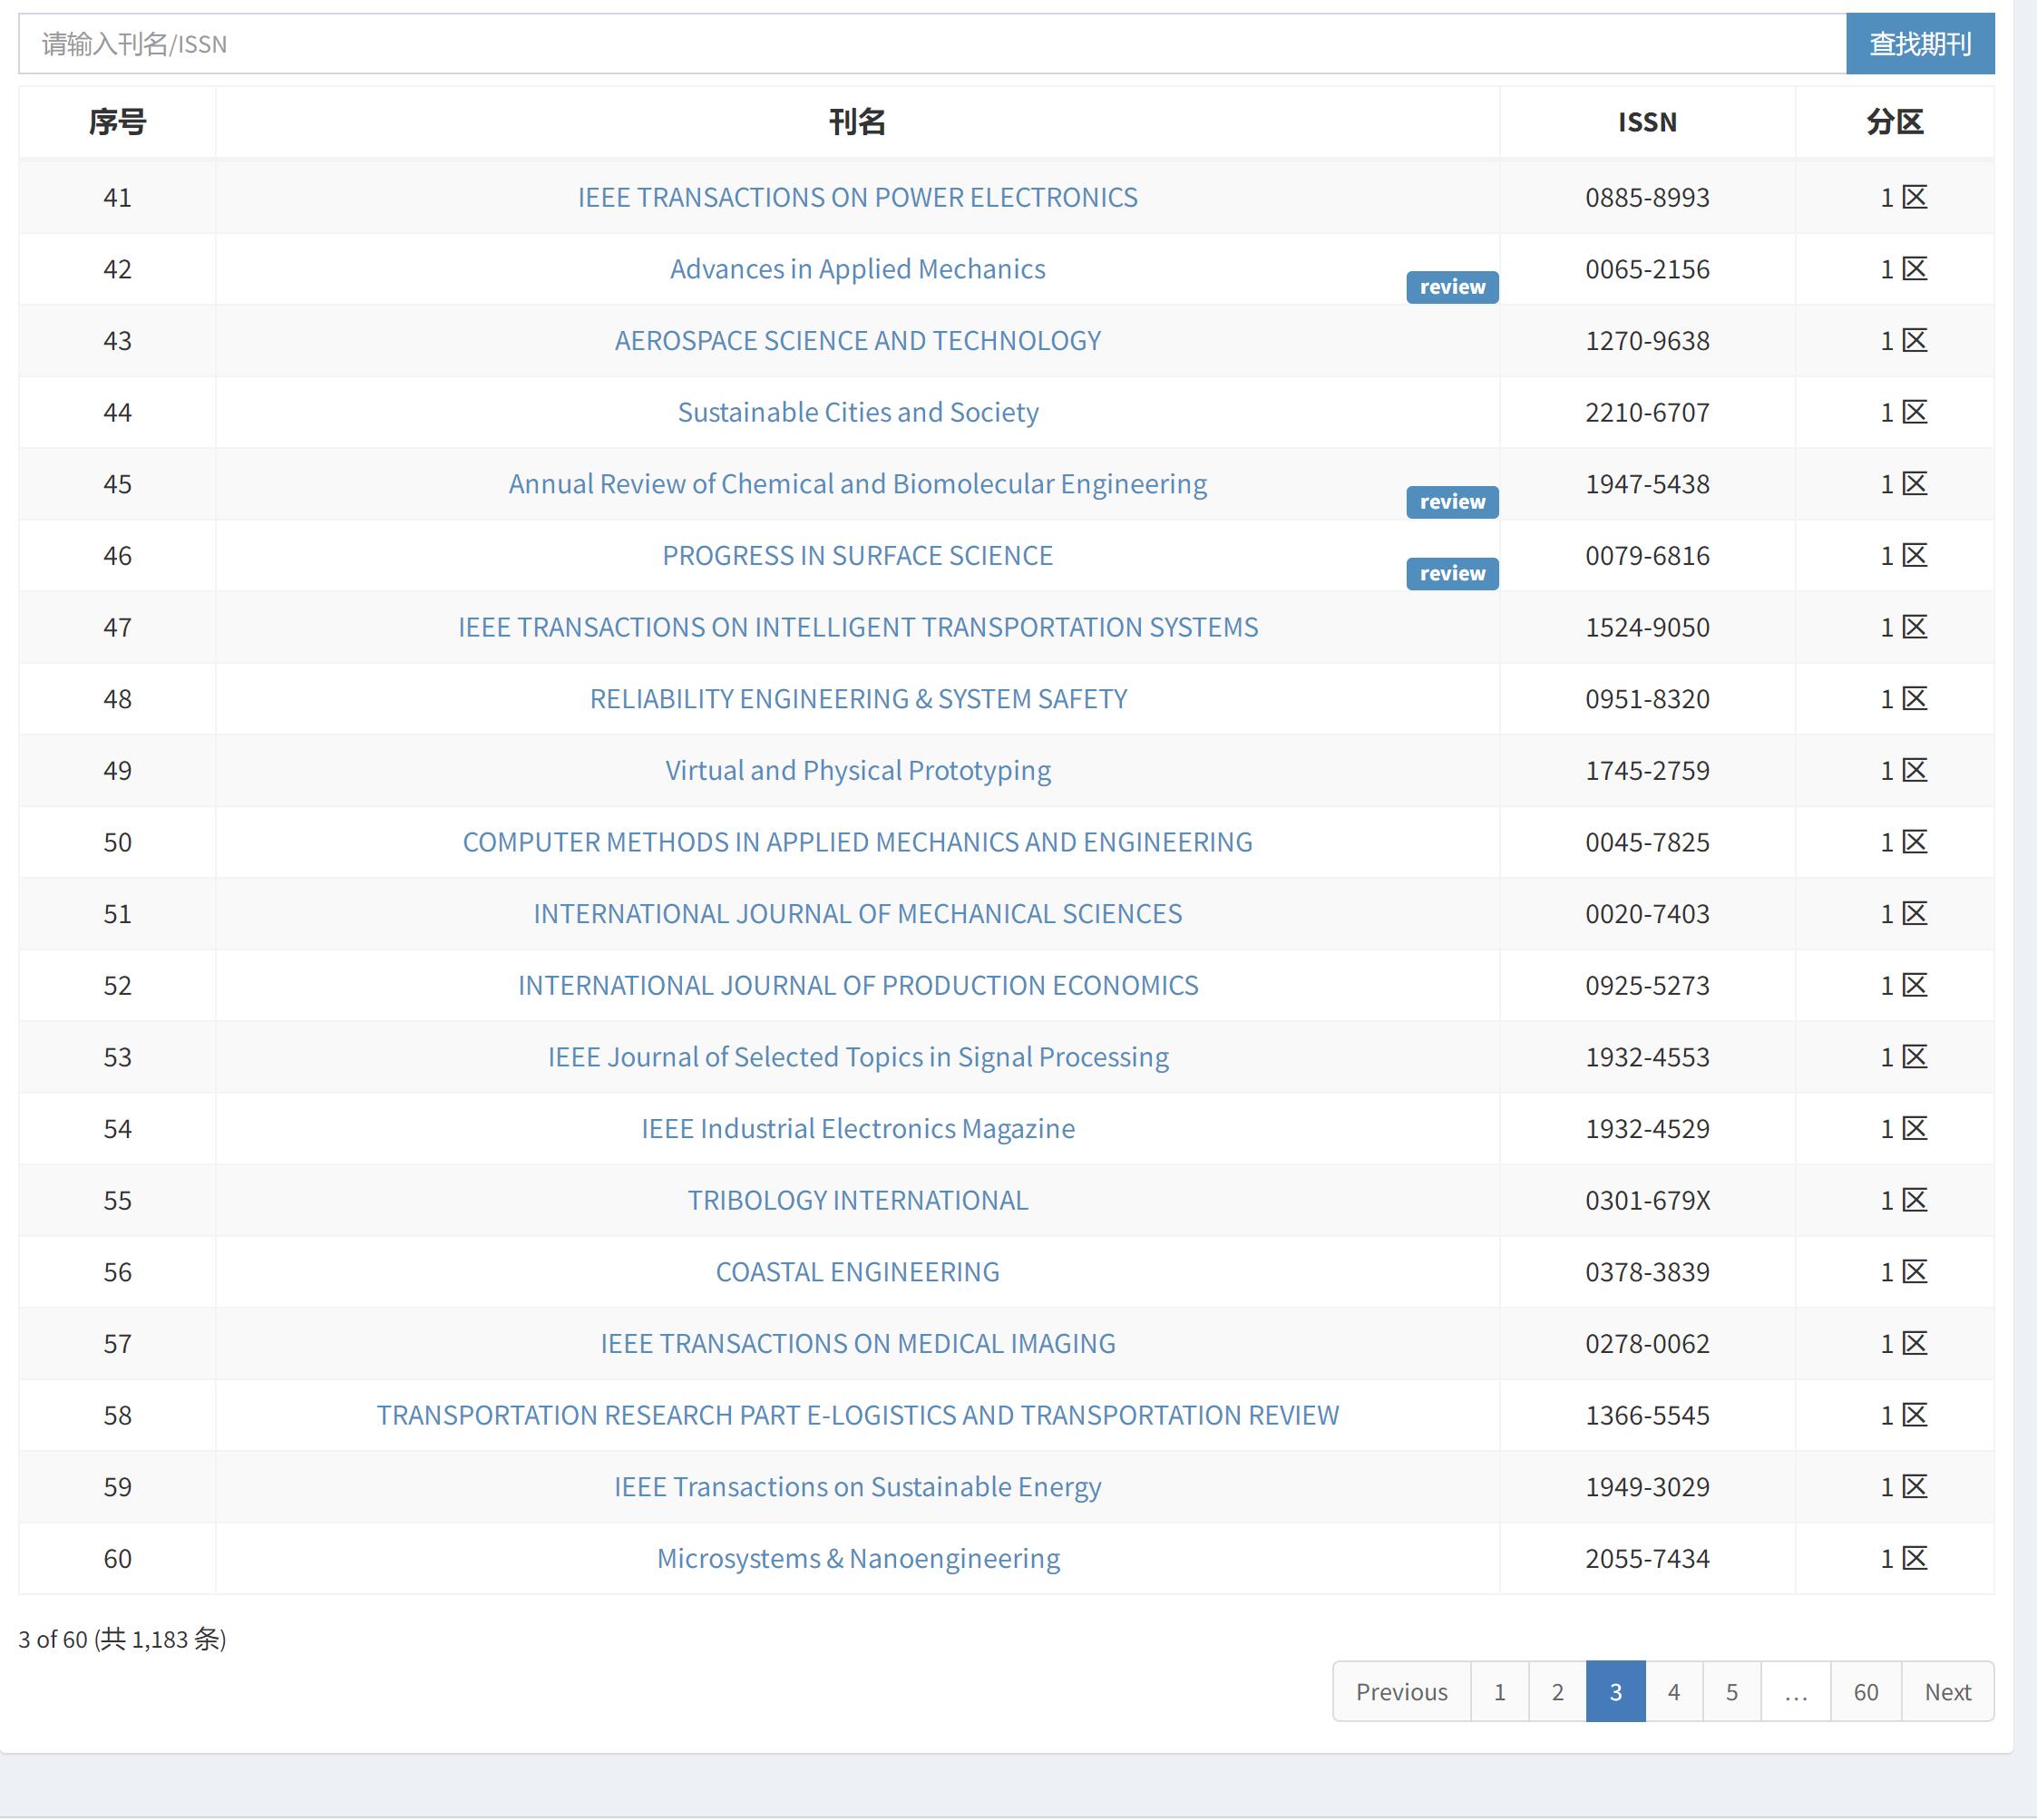 请输入刊名/ISSN 查找期刊
序号 刊名 ISSN 分区
41 IEEE TRANSACTIONS ON POWER ELECTRONICS 0885-8993 1 区
42 Advances in Applied Mechanics review 0065-2156 1 区
43 AEROSPACE SCIENCE AND TECHNOLOGY 1270-9638 1 区
44 Sustainable Cities and Society 2210-6707 1 区
45 Annual Review of Chemical and Biomolecular Engineering review 1947-5438 1 区
46 PROGRESS IN SURFACE SCIENCE review 0079-6816 1 区
47 IEEE TRANSACTIONS ON INTELLIGENT TRANSPORTATION SYSTEMS 1524-9050 1 区
48 RELIABILITY ENGINEERING & SYSTEM SAFETY 0951-8320 1 区
49 Virtual and Physical Prototyping 1745-2759 1 区
50 COMPUTER METHODS IN APPLIED MECHANICS AND ENGINEERING 0045-7825 1 区
51 INTERNATIONAL JOURNAL OF MECHANICAL SCIENCES 0020-7403 1 区
52 INTERNATIONAL JOURNAL OF PRODUCTION ECONOMICS 0925-5273 1 区
53 IEEE Journal of Selected Topics in Signal Processing 1932-4553 1 区
54 IEEE Industrial Electronics Magazine 1932-4529 1 区
55 TRIBOLOGY INTERNATIONAL 0301-679X 1 区
56 COASTAL ENGINEERING 0378-3839 1 区
57 IEEE TRANSACTIONS ON MEDICAL IMAGING 0278-0062 1 区
58 TRANSPORTATION RESEARCH PART E-LOGISTICS AND TRANSPORTATION REVIEW 1366-5545 1 区
59 IEEE Transactions on Sustainable Energy 1949-3029 1 区
60 Microsystems & Nanoengineering 2055-7434 1 区
3 of 60 (共 1,183 条)
Previous 1 2 3 4 5 … 60 Next